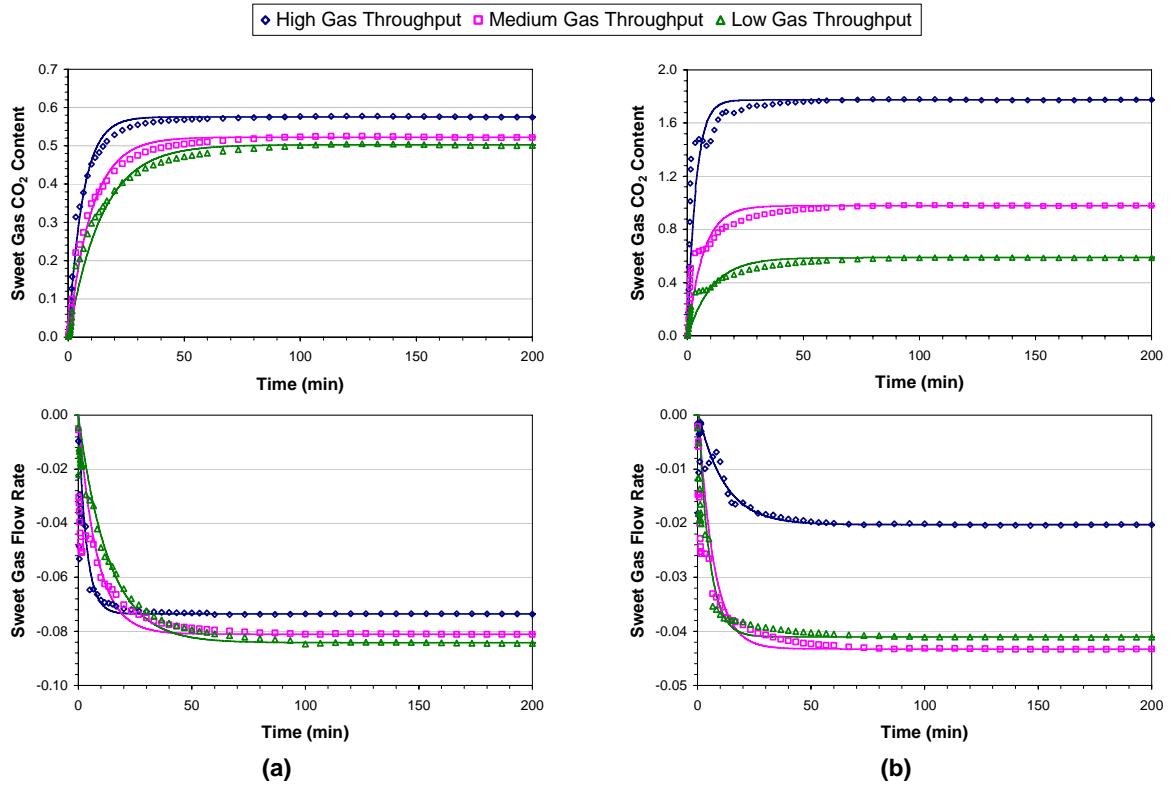 High Gas Throughput Medium Gas Throughput Low Gas Throughput
Sweet Gas CO2 Content
0.7
0.6
0.5
0.4
0.3
0.2
0.1
0.0
0 50 100 150 200
Time (min)
Sweet Gas CO2 Content
2.0
1.6
1.2
0.8
0.4
0.0
0 50 100 150 200
Time (min)
Sweet Gas Flow Rate
0.00
-0.02
-0.04
-0.06
-0.08
-0.10
0 50 100 150 200
Time (min)
(a)
Sweet Gas Flow Rate
0.00
-0.01
-0.02
-0.03
-0.04
-0.05
0 50 100 150 200
Time (min)
(b)